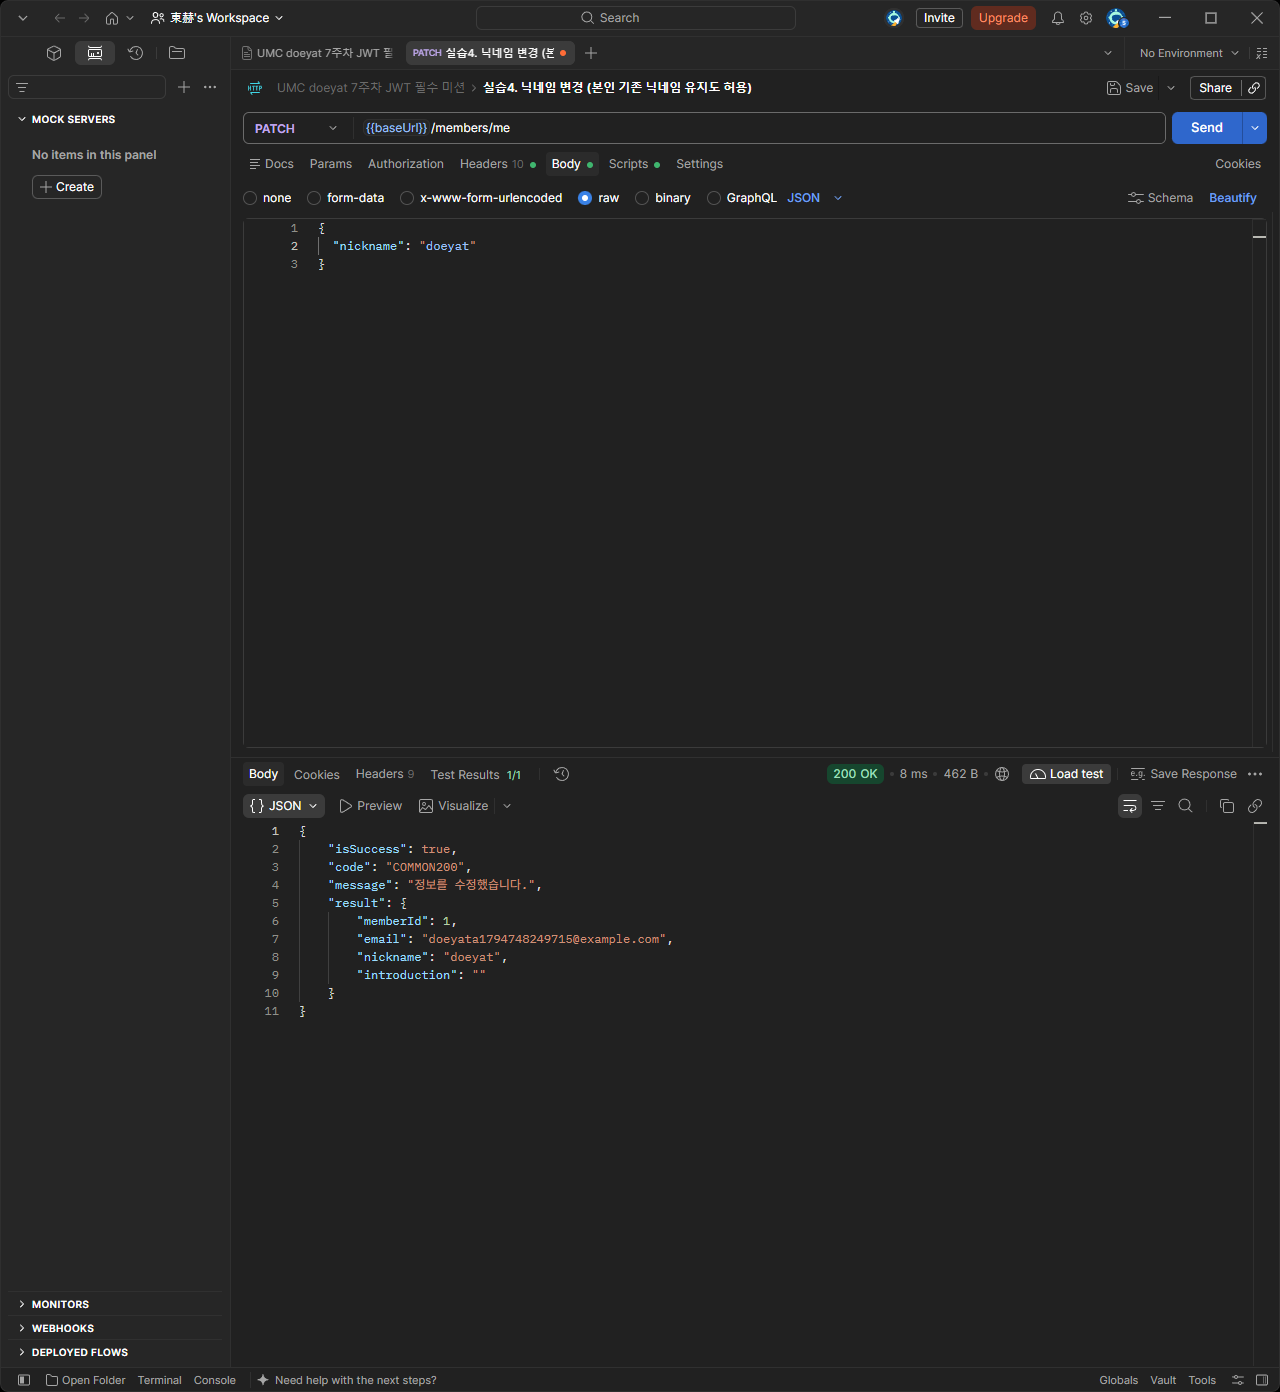 東赫's Workspace
Search
Invite
Upgrade
UMC doeyat 7주차 JWT 필
PATCH 실습4. 닉네임 변경 (본
No Environment
UMC doeyat 7주차 JWT 필수 미션 > 실습4. 닉네임 변경 (본인 기존 닉네임 유지도 허용)
Save
Share
MOCK SERVERS
No items in this panel
+ Create
PATCH
{{baseUrl}} /members/me
Send
Docs Params Authorization Headers 10 Body Scripts Settings Cookies
none form-data x-www-form-urlencoded raw binary GraphQL JSON Schema Beautify
1 {
2 "nickname": "doeyat"
3 }
Body Cookies Headers 9 Test Results 1/1
200 OK • 8 ms • 462 B • Load test e.g. Save Response
{} JSON Preview Visualize
1 {
2 "isSuccess": true,
3 "code": "COMMON200",
4 "message": "정보를 수정했습니다.",
5 "result": {
6 "memberId": 1,
7 "email": "doeyata1794748249715@example.com",
8 "nickname": "doeyat",
9 "introduction": ""
10 }
11 }
MONITORS
WEBHOOKS
DEPLOYED FLOWS
Open Folder Terminal Console Need help with the next steps? Globals Vault Tools